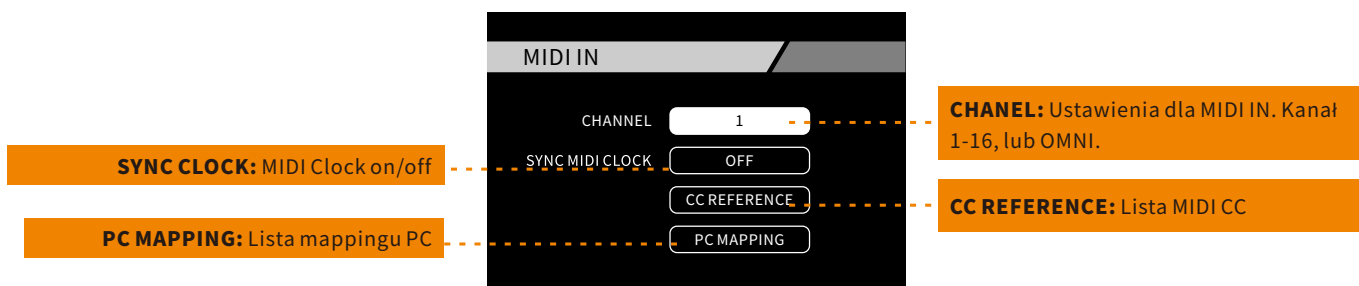 MIDI IN
CHANNEL
1
CHANEL: Ustawienia dla MIDI IN. Kanał
1-16, lub OMNI.
SYNC CLOCK: MIDI Clock on/off
SYNC MIDI CLOCK
OFF
CC REFERENCE
CC REFERENCE: Lista MIDI CC
PC MAPPING: Lista mappingu PC
PC MAPPING